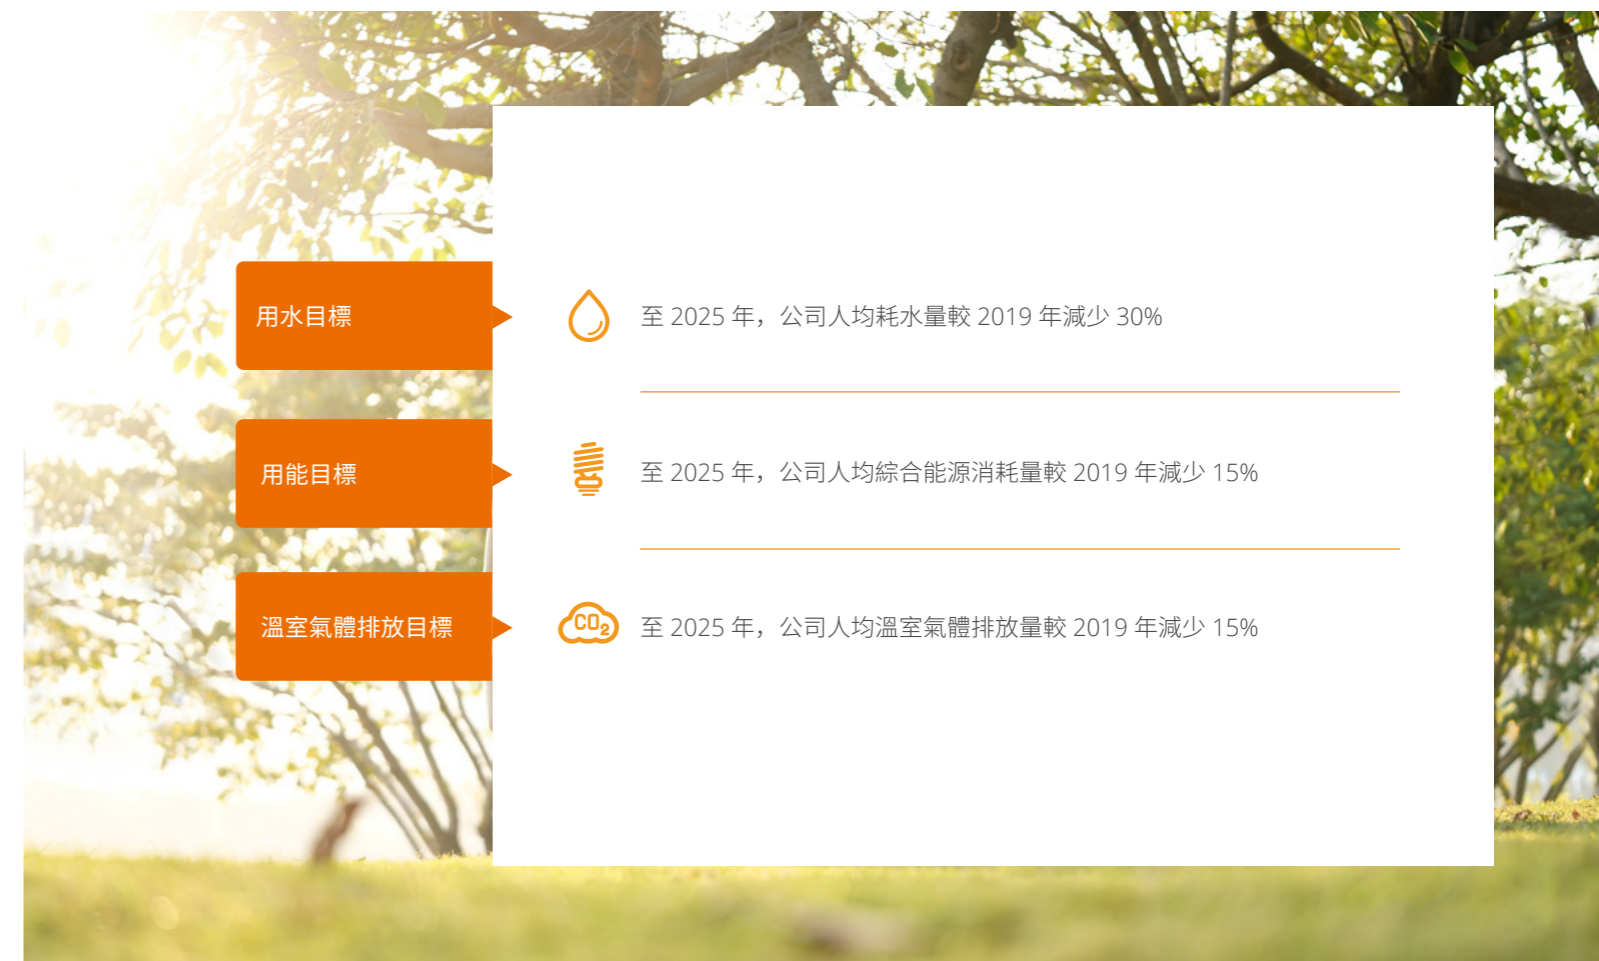 用水目標
至 2025 年，公司人均耗水量較 2019 年減少 30%
用能目標
至 2025 年，公司人均綜合能源消耗量較 2019 年減少 15%
溫室氣體排放目標
CO₂
至 2025 年，公司人均溫室氣體排放量較 2019 年減少 15%